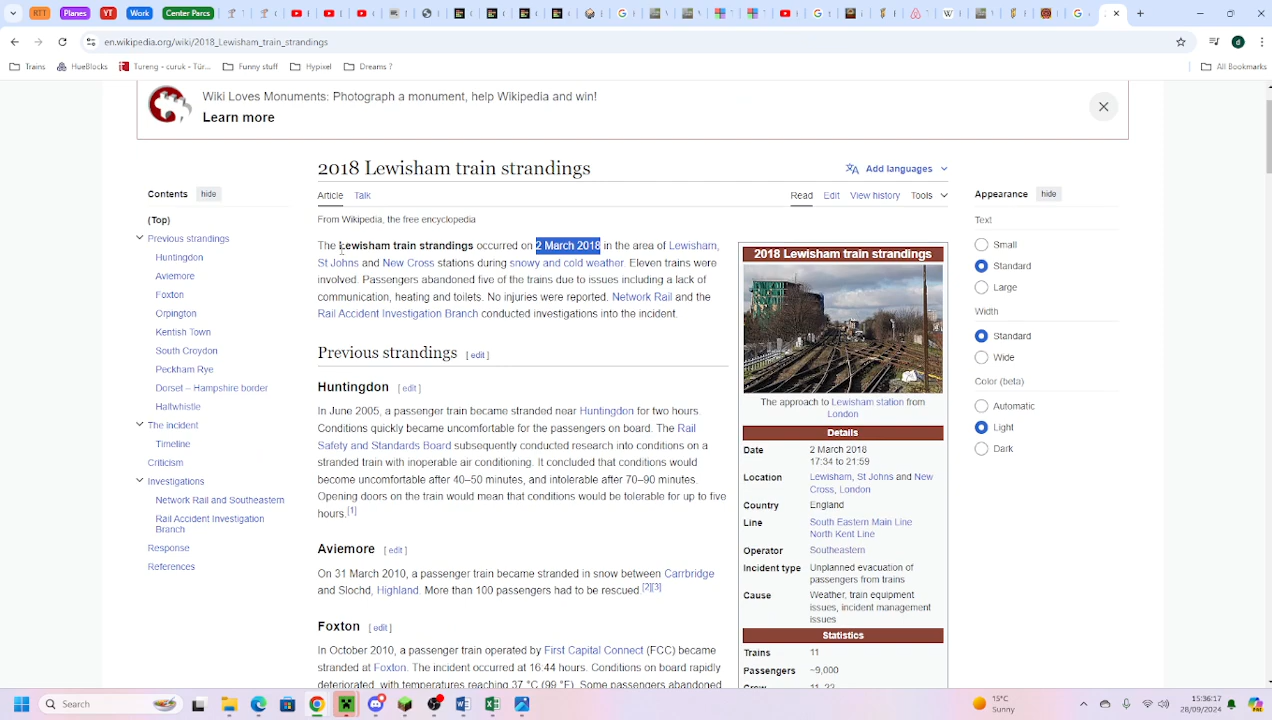 RTT
Planes
YT
Work
Center Parcs
en.wikipedia.org/wiki/2018_Lewisham_train_strandings
Trains
HueBlocks
Tureng - curuk - Tür...
Funny stuff
Hypixel
Dreams ?
All Bookmarks
Wiki Loves Monuments: Photograph a monument, help Wikipedia and win!
Learn more
Contents hide
(Top)
Previous strandings
Huntingdon
Aviemore
Foxton
Orpington
Kentish Town
South Croydon
Peckham Rye
Dorset – Hampshire border
Haltwhistle
The incident
Timeline
Criticism
Investigations
Network Rail and Southeastern
Rail Accident Investigation
Branch
Response
References
2018 Lewisham train strandings
Add languages
Article Talk
Read Edit View history Tools
From Wikipedia, the free encyclopedia
The Lewisham train strandings occurred on 2 March 2018 in the area of Lewisham,
St Johns and New Cross stations during snowy and cold weather. Eleven trains were
involved. Passengers abandoned five of the trains due to issues including a lack of
communication, heating and toilets. No injuries were reported. Network Rail and the
Rail Accident Investigation Branch conducted investigations into the incident.
Previous strandings [ edit ]
Huntingdon [ edit ]
In June 2005, a passenger train became stranded near Huntingdon for two hours.
Conditions quickly became uncomfortable for the passengers on board. The Rail
Safety and Standards Board subsequently conducted research into conditions on a
stranded train with inoperable air conditioning. It concluded that conditions would
become uncomfortable after 40–50 minutes, and intolerable after 70–90 minutes.
Opening doors on the train would mean that conditions would be tolerable for up to five
hours.[1]
Aviemore [ edit ]
On 31 March 2010, a passenger train became stranded in snow between Carrbridge
and Slochd, Highland. More than 100 passengers had to be rescued.[2][3]
Foxton [ edit ]
In October 2010, a passenger train operated by First Capital Connect (FCC) became
stranded at Foxton. The incident occurred at 16.44 hours. Conditions on board rapidly
deteriorated, with temperatures reaching 37 °C (99 °F). Some passengers abandoned
2018 Lewisham train strandings
The approach to Lewisham station from
London
Details
Date 2 March 2018
17:34 to 21:59
Location Lewisham, St Johns and New
Cross, London
Country England
Line South Eastern Main Line
North Kent Line
Operator Southeastern
Incident type Unplanned evacuation of
passengers from trains
Cause Weather, train equipment
issues, incident management
issues
Statistics
Trains 11
Passengers ~9,000
Appearance hide
Text
Small
Standard
Large
Width
Standard
Wide
Color (beta)
Automatic
Light
Dark
Search
15°C
Sunny
15:36:17
28/09/2024